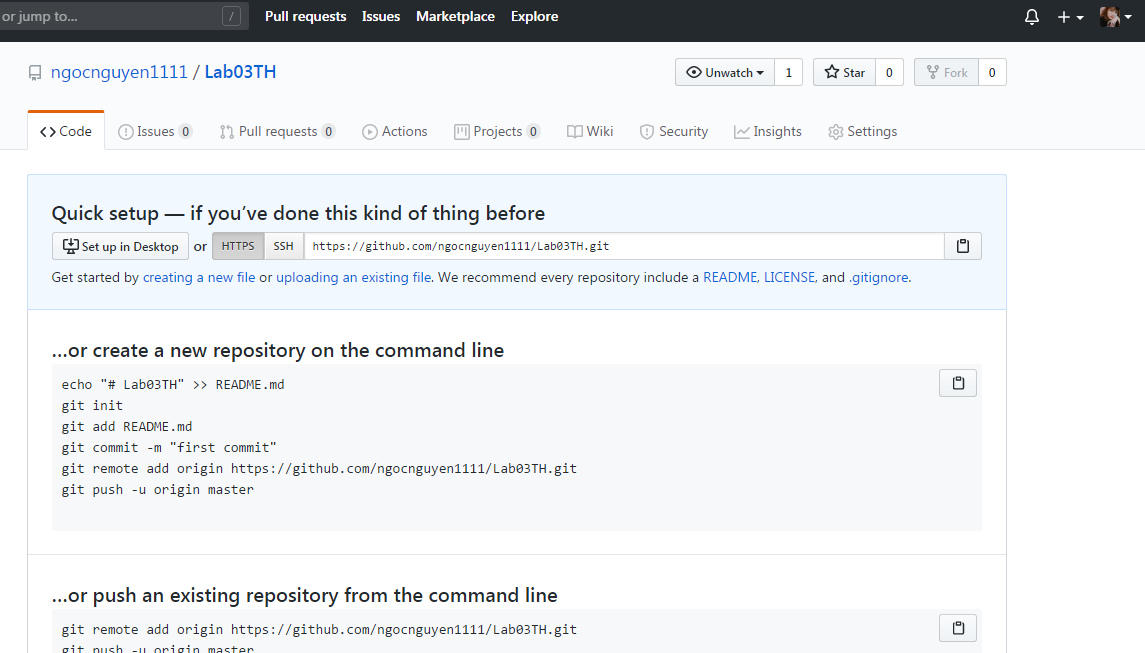 or jump to... / Pull requests Issues Marketplace Explore
ngocnguyen1111 / Lab03TH Unwatch 1 Star 0 Fork 0
Code Issues 0 Pull requests 0 Actions Projects 0 Wiki Security Insights Settings
Quick setup — if you’ve done this kind of thing before
Set up in Desktop or HTTPS SSH https://github.com/ngocnguyen1111/Lab03TH.git
Get started by creating a new file or uploading an existing file. We recommend every repository include a README, LICENSE, and .gitignore.
…or create a new repository on the command line
echo "# Lab03TH" >> README.md
git init
git add README.md
git commit -m "first commit"
git remote add origin https://github.com/ngocnguyen1111/Lab03TH.git
git push -u origin master
…or push an existing repository from the command line
git remote add origin https://github.com/ngocnguyen1111/Lab03TH.git
git push -u origin master